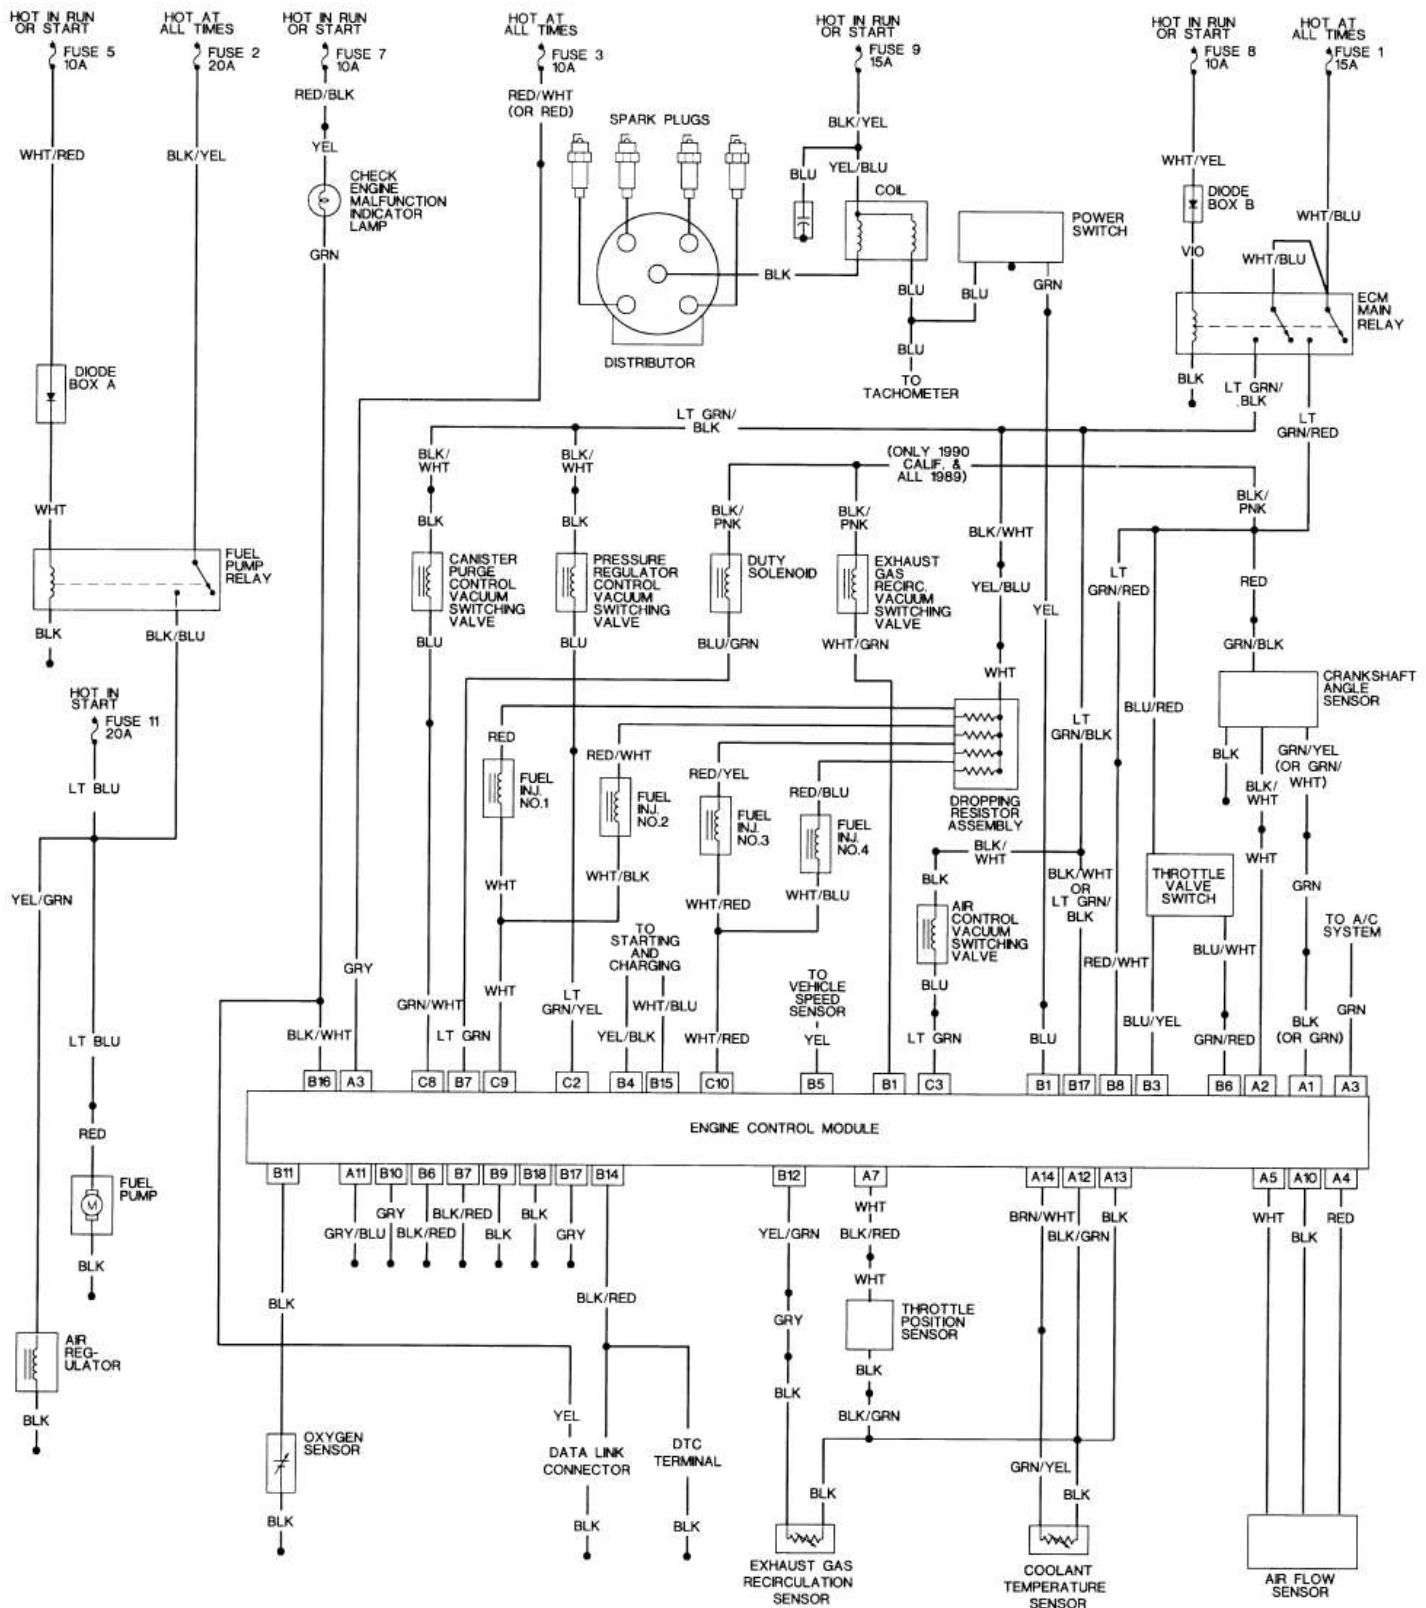 HOT IN RUN
OR START
FUSE 5
10A
HOT AT
ALL TIMES
FUSE 2
20A
HOT IN RUN
OR START
FUSE 7
10A
HOT AT
ALL TIMES
FUSE 3
10A
HOT IN RUN
OR START
FUSE 9
15A
HOT IN RUN
OR START
FUSE 8
10A
HOT AT
ALL TIMES
FUSE 1
15A
RED/BLK
RED/WHT
(OR RED)
SPARK PLUGS
BLK/YEL
WHT/RED
BLK/YEL
YEL
BLU
YEL/BLU
WHT/YEL
CHECK
ENGINE
MALFUNCTION
INDICATOR
LAMP
COIL
DIODE
BOX B
POWER
SWITCH
WHT/BLU
GRN
VIO
WHT/BLU
BLK
BLU
BLU
GRN
ECM
MAIN
RELAY
BLU
DISTRIBUTOR
TO
TACHOMETER
DIODE
BOX A
BLK
LT GRN/
BLK
LT
GRN/RED
LT GRN/
BLK
BLK/
WHT
BLK/
WHT
(ONLY 1990
CALIF. &
ALL 1989)
WHT
BLK
BLK
BLK/
PNK
BLK/
PNK
BLK/WHT
BLK/
PNK
FUEL
PUMP
RELAY
CANISTER
PURGE
CONTROL
VACUUM
SWITCHING
VALVE
PRESSURE
REGULATOR
CONTROL
VACUUM
SWITCHING
VALVE
DUTY
SOLENOID
EXHAUST
GAS
RECIRC.
VACUUM
SWITCHING
VALVE
YEL/BLU
YEL
LT
GRN/RED
RED
BLK
BLK/BLU
BLU
BLU
BLU/GRN
WHT/GRN
GRN/BLK
WHT
CRANKSHAFT
ANGLE
SENSOR
HOT IN
START
FUSE 11
20A
BLU/RED
LT
GRN/BLK
RED
RED/WHT
BLK
GRN/YEL
(OR GRN/
WHT)
LT BLU
FUEL
INJ.
NO.1
RED/YEL
RED/BLU
BLK/
WHT
FUEL
INJ.
NO.2
FUEL
INJ.
NO.3
FUEL
INJ.
NO.4
DROPPING
RESISTOR
ASSEMBLY
BLK/
WHT
WHT
YEL/GRN
WHT
WHT/BLK
WHT/RED
WHT/BLU
BLK
BLK/WHT
OR
LT GRN/
BLK
THROTTLE
VALVE
SWITCH
GRN
AIR
CONTROL
VACUUM
SWITCHING
VALVE
TO A/C
SYSTEM
TO
STARTING
AND
CHARGING
BLU/WHT
RED/WHT
GRY
WHT
TO
VEHICLE
SPEED
SENSOR
BLU
GRN/WHT
LT
GRN/YEL
WHT/BLU
GRN
LT BLU
BLK/WHT
LT GRN
YEL/BLK
WHT/RED
YEL
LT GRN
BLU
BLU/YEL
GRN/RED
BLK
(OR GRN)
B16
A3
C8
B7
C9
C2
B4
B15
C10
B5
B1
C3
B1
B17
B8
B3
B6
A2
A1
A3
RED
ENGINE CONTROL MODULE
B11
A11
B10
B6
B7
B9
B18
B17
B14
B12
A7
A14
A12
A13
A5
A10
A4
FUEL
PUMP
M
GRY/BLU
GRY
BLK/RED
BLK/RED
BLK
BLK
GRY
YEL/GRN
WHT
BLK/RED
BRN/WHT
BLK/GRN
BLK
WHT
BLK
RED
BLK
BLK
BLK/RED
WHT
GRY
THROTTLE
POSITION
SENSOR
AIR
REG-
ULATOR
BLK
BLK
BLK
YEL
BLK/GRN
OXYGEN
SENSOR
DATA LINK
CONNECTOR
DTC
TERMINAL
GRN/YEL
BLK
BLK
BLK
BLK
BLK
EXHAUST GAS
RECIRCULATION
SENSOR
COOLANT
TEMPERATURE
SENSOR
AIR FLOW
SENSOR